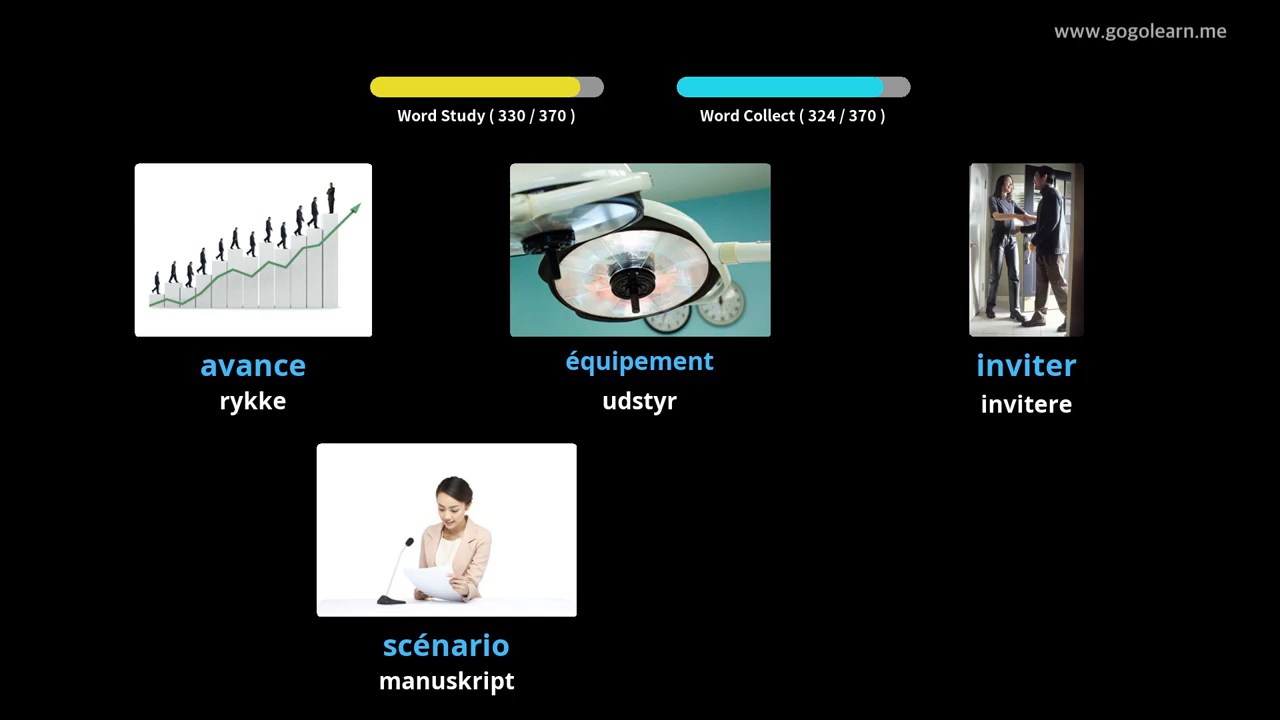 www.gogolearn.me
Word Study ( 330 / 370 )
Word Collect ( 324 / 370 )
avance
rykke
équipement
udstyr
inviter
invitere
scénario
manuskript